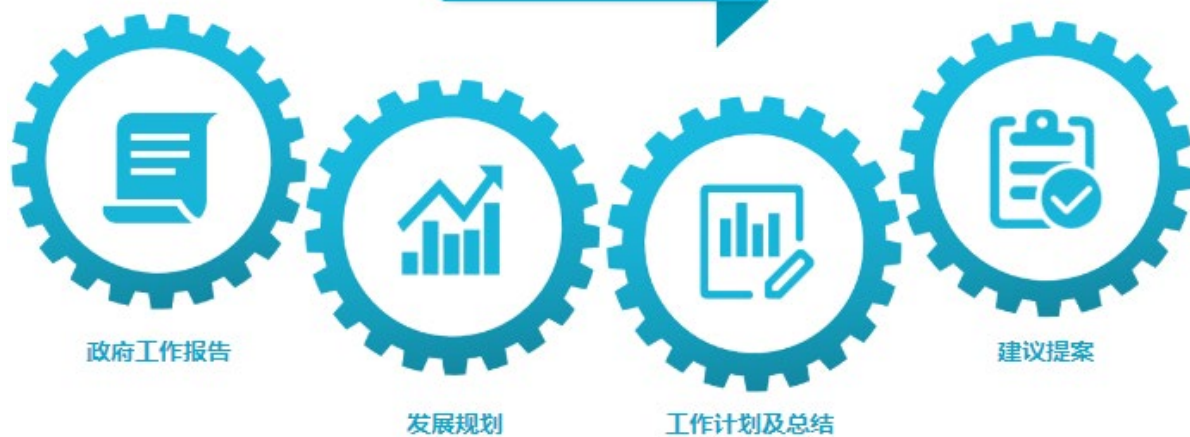 政府工作报告
发展规划
工作计划及总结
建议提案